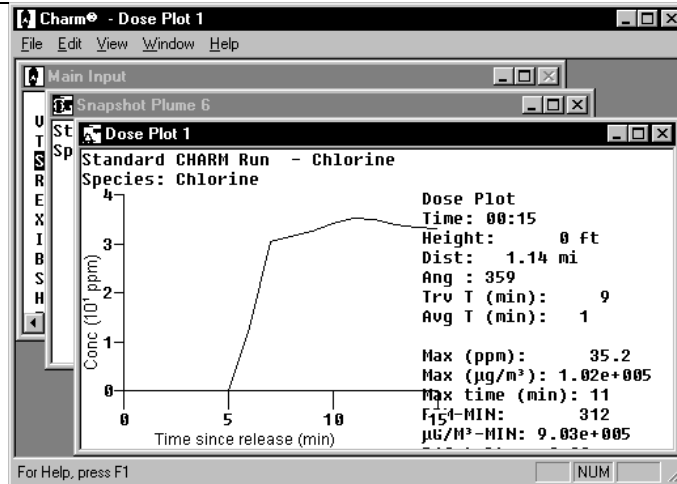 Charm® - Dose Plot 1
File Edit View Window Help
Main Input
Snapshot Plume 6
Dose Plot 1
V
T
S
R
E
X
I
B
S
H
St
Sp
Standard CHARM Run - Chlorine
Species: Chlorine
Dose Plot
Time: 00:15
Height: 0 ft
Dist: 1.14 mi
Ang : 359
Trv T (min): 9
Avg T (min): 1
Max (ppm): 35.2
Max (µg/m³): 1.02e+005
Max time (min): 11
312
µG/M³-MIN: 9.03e+005
4
3
2
1
0
Conc (10¹ ppm)
0 5 10 15
Time since release (min)
For Help, press F1
NUM